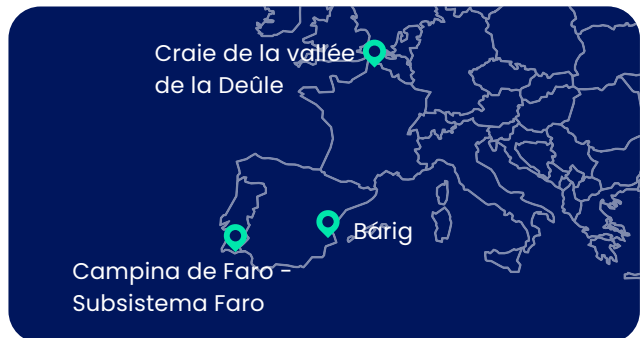 Craie de la vallée
de la Deûle
Bárig
Campina de Faro -
Subsistema Faro